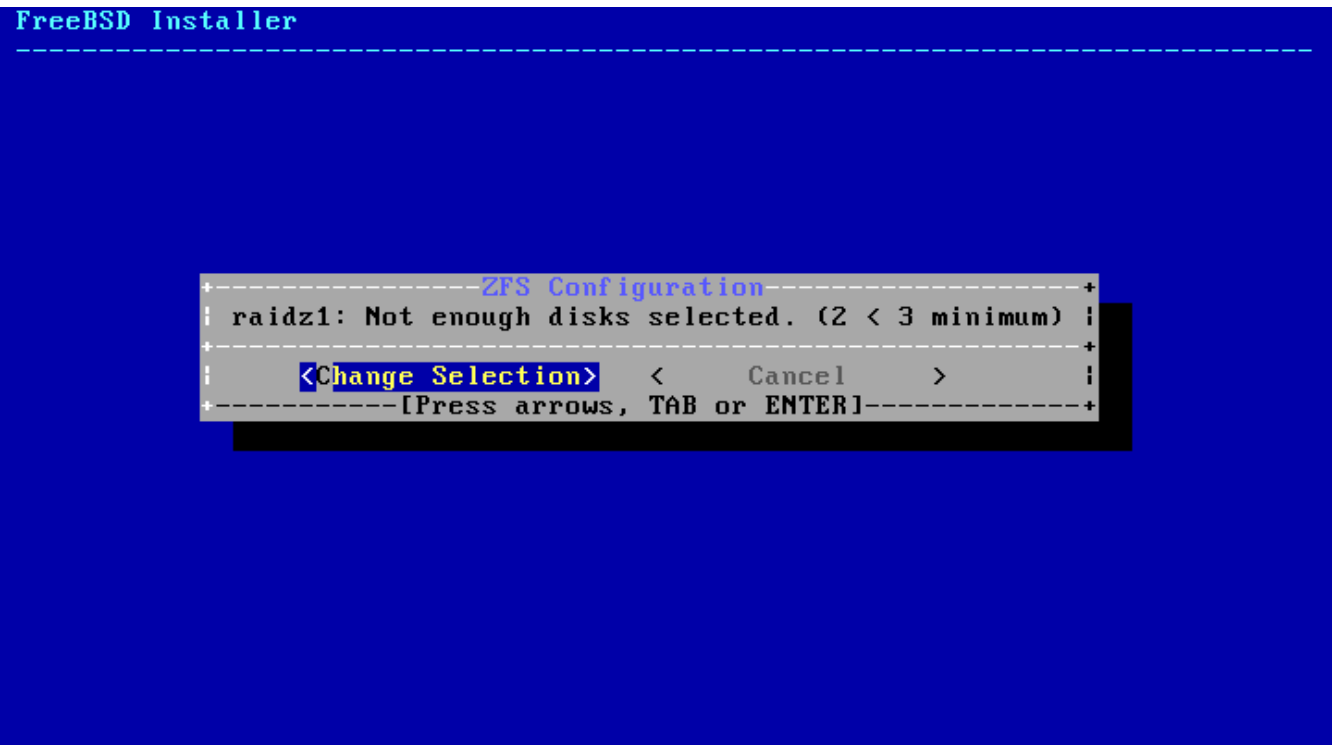 FreeBSD Installer
ZFS Configuration
raidz1: Not enough disks selected. (2 < 3 minimum)
<Change Selection> < Cancel >
[Press arrows, TAB or ENTER]